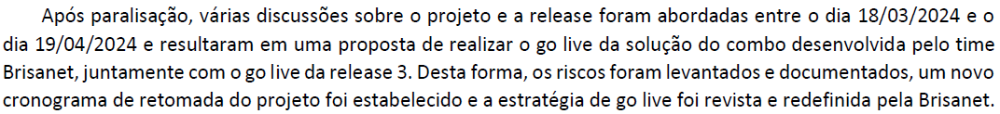 Após paralisação, várias discussões sobre o projeto e a release foram abordadas entre o dia 18/03/2024 e o
dia 19/04/2024 e resultaram em uma proposta de realizar o go live da solução do combo desenvolvida pelo time
Brisanet, juntamente com o go live da release 3. Desta forma, os riscos foram levantados e documentados, um novo
cronograma de retomada do projeto foi estabelecido e a estratégia de go live foi revista e redefinida pela Brisanet.